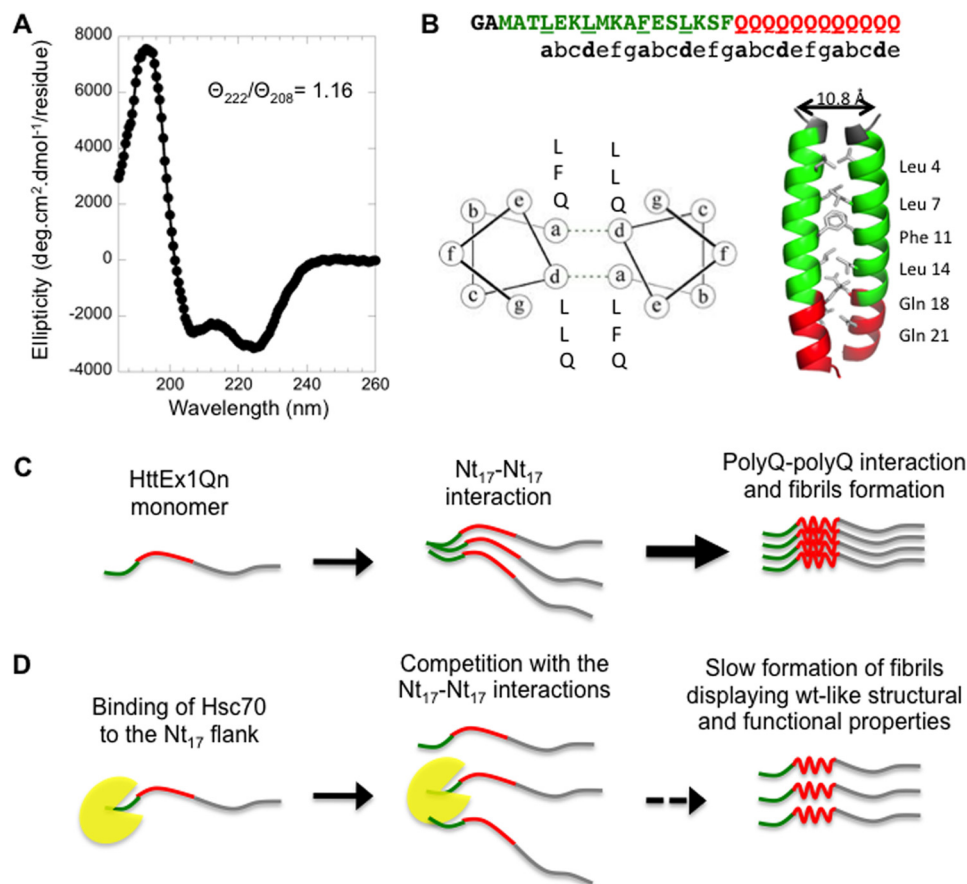 A
8000
6000
4000
2000
0
-2000
-4000
Ellipticity (deg.cm².dmol⁻¹/residue)
Θ₂₂₂/Θ₂₀₈= 1.16
200 220 240 260
Wavelength (nm)
B
GAMATLEKLMKAFESLKSFQQQQQQQQQQQQ
abcdefgabcdefgabcdefgabcde
L
F
Q
L
L
Q
b
e
a
f
c
d
g
g
c
d
f
a
b
e
L
L
Q
L
F
Q
10.8 Å
Leu 4
Leu 7
Phe 11
Leu 14
Gln 18
Gln 21
C
HttEx1Qn
monomer
Nt₁₇-Nt₁₇
interaction
PolyQ-polyQ interaction
and fibrils formation
D
Binding of Hsc70
to the Nt₁₇ flank
Competition with the
Nt₁₇-Nt₁₇ interactions
Slow formation of fibrils
displaying wt-like structural
and functional properties